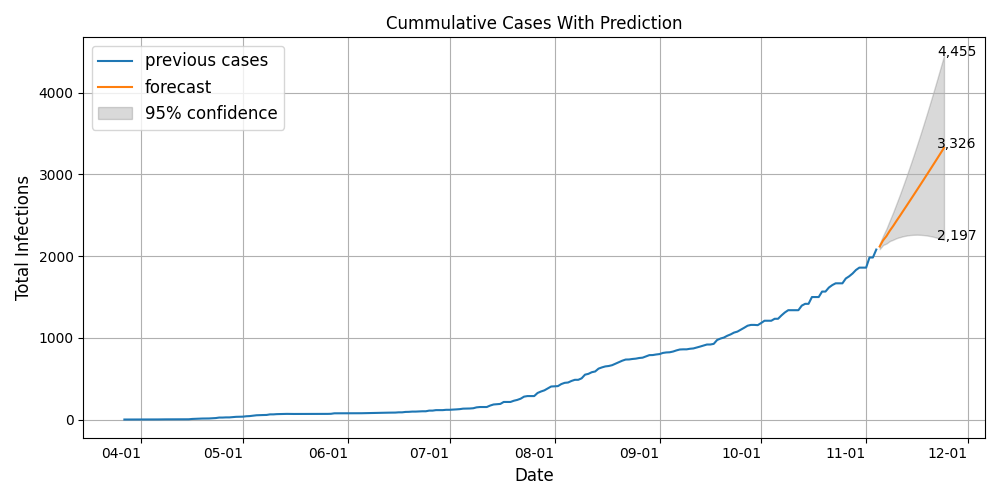 Cummulative Cases With Prediction
previous cases
forecast
95% confidence
4,455
3,326
2,197
4000
3000
2000
1000
0
Total Infections
04-01 05-01 06-01 07-01 08-01 09-01 10-01 11-01 12-01
Date